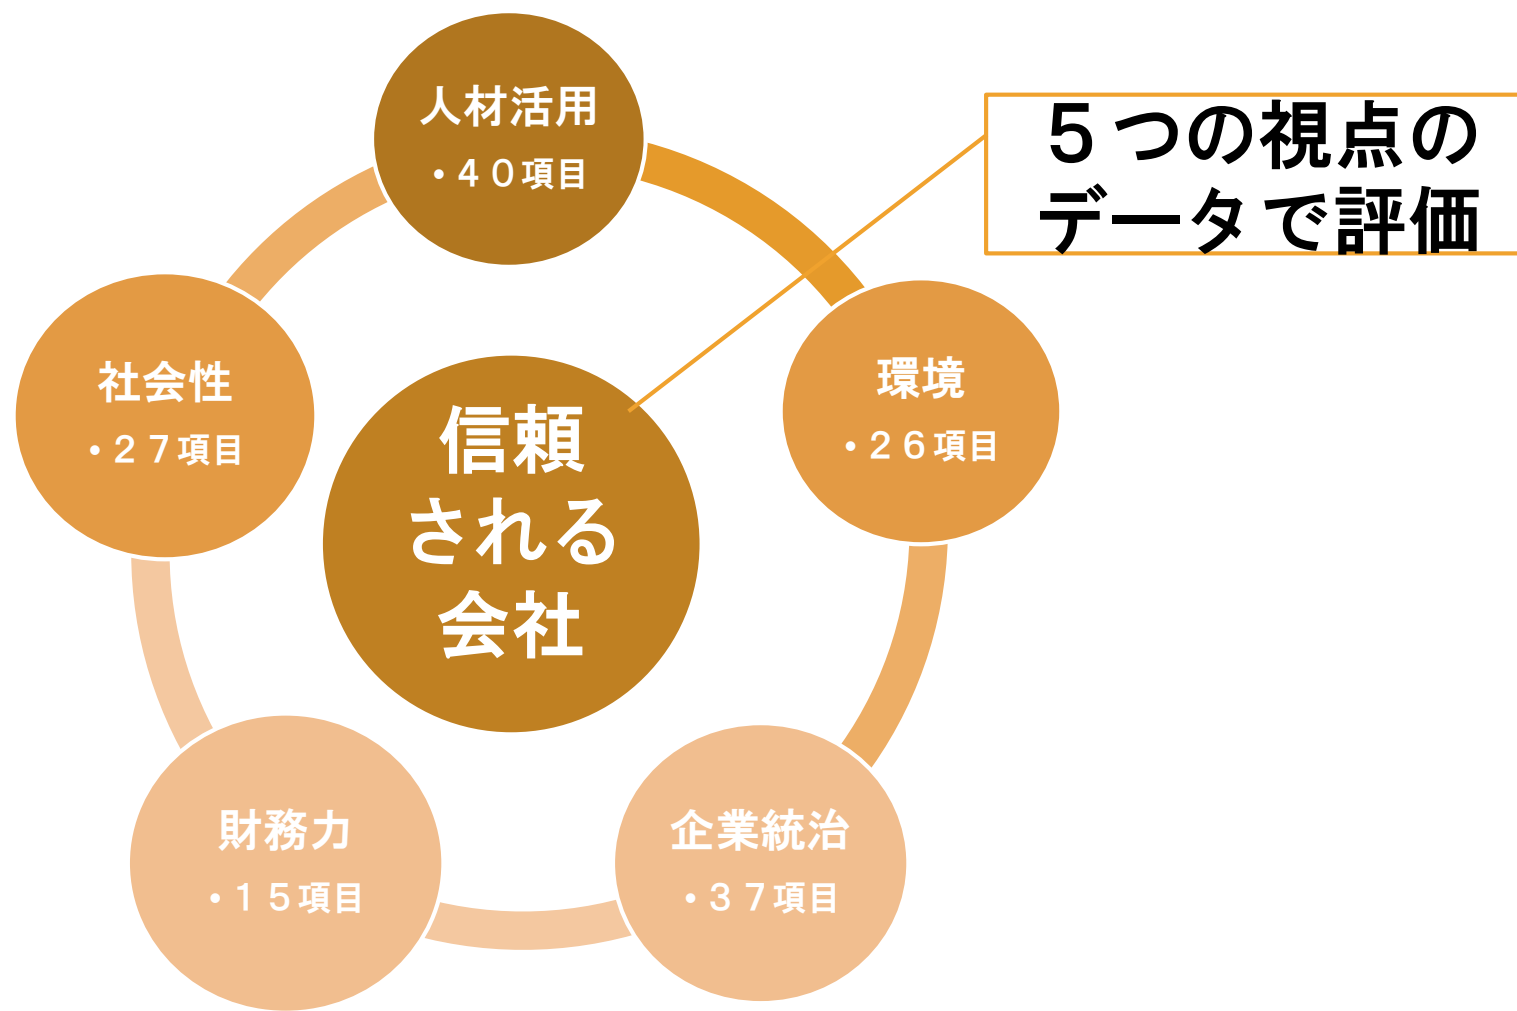 人材活用
・４０項目
５つの視点の
データで評価
社会性
・２７項目
環境
・２６項目
信頼
される
会社
財務力
・１５項目
企業統治
・３７項目